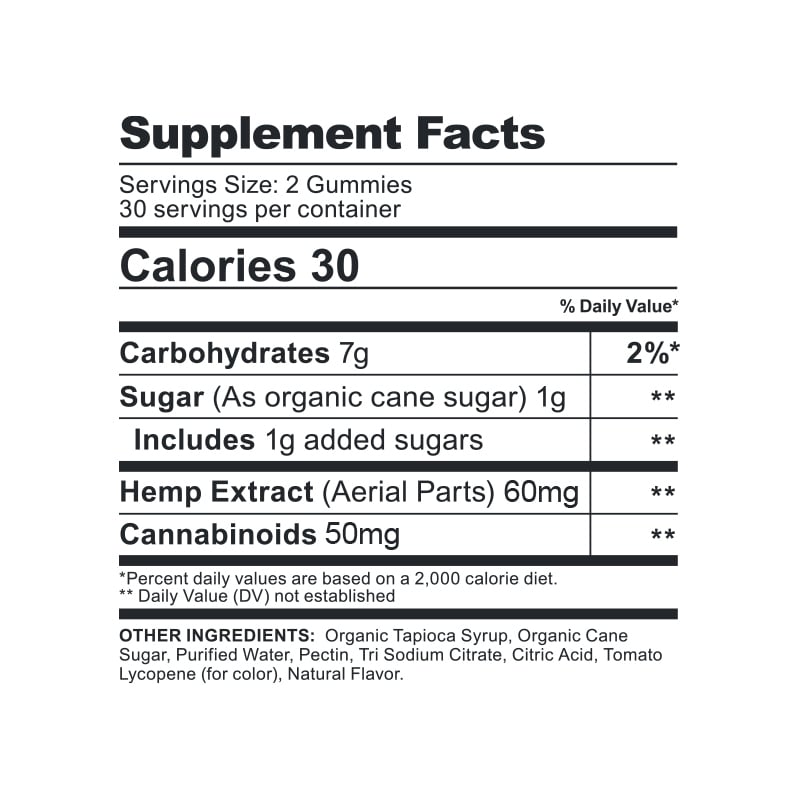 Supplement Facts
Servings Size: 2 Gummies
30 servings per container
Calories 30
% Daily Value*
Carbohydrates 7g 2%*
Sugar (As organic cane sugar) 1g **
Includes 1g added sugars **
Hemp Extract (Aerial Parts) 60mg **
Cannabinoids 50mg **
*Percent daily values are based on a 2,000 calorie diet.
** Daily Value (DV) not established
OTHER INGREDIENTS: Organic Tapioca Syrup, Organic Cane
Sugar, Purified Water, Pectin, Tri Sodium Citrate, Citric Acid, Tomato
Lycopene (for color), Natural Flavor.